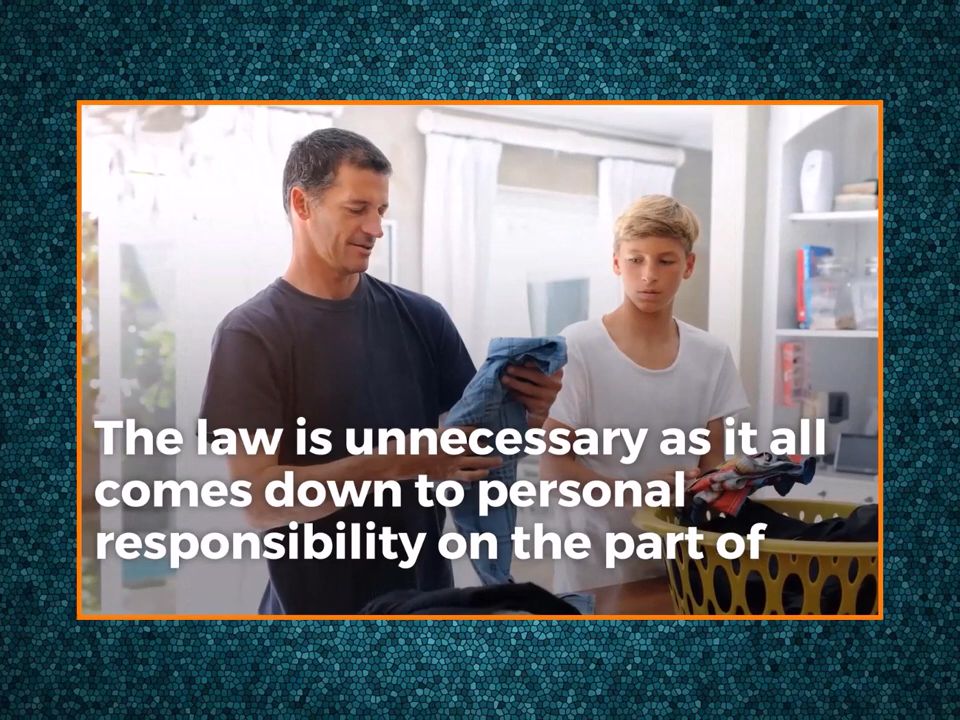 The law is unnecessary as it all
comes down to personal
responsibility on the part of